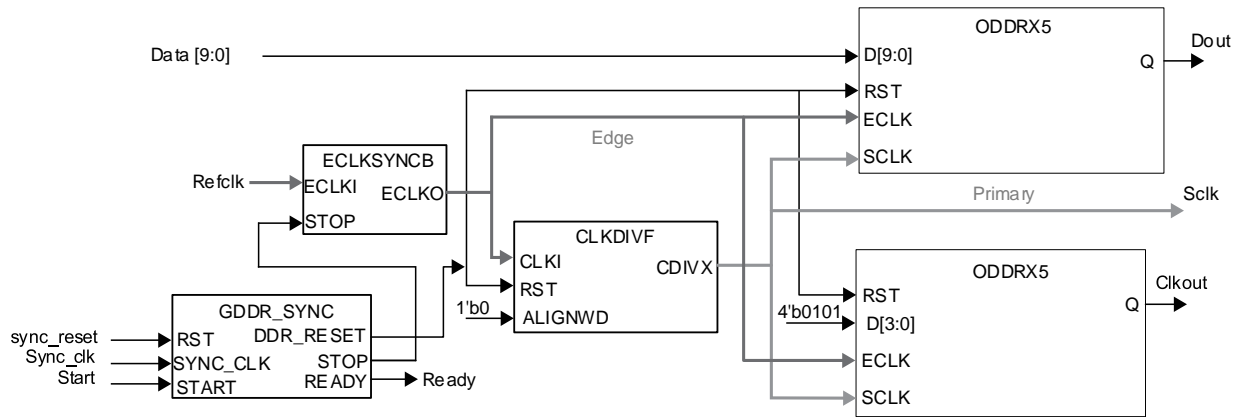 ODDRX5
Data [9:0]
D[9:0]
Q
Dout
RST
ECLK
SCLK
Edge
ECLKSYNCB
Refclk
ECLKI
ECLKO
STOP
Primary
Sclk
CLKDIVF
CLKI
CDIVX
RST
1'b0
ALIGNWD
ODDRX5
RST
Q
Clkout
4'b0101
D[3:0]
ECLK
SCLK
GDDR_SYNC
sync_reset
RST
DDR_RESET
Sync_clk
SYNC_CLK
STOP
Start
START
READY
Ready